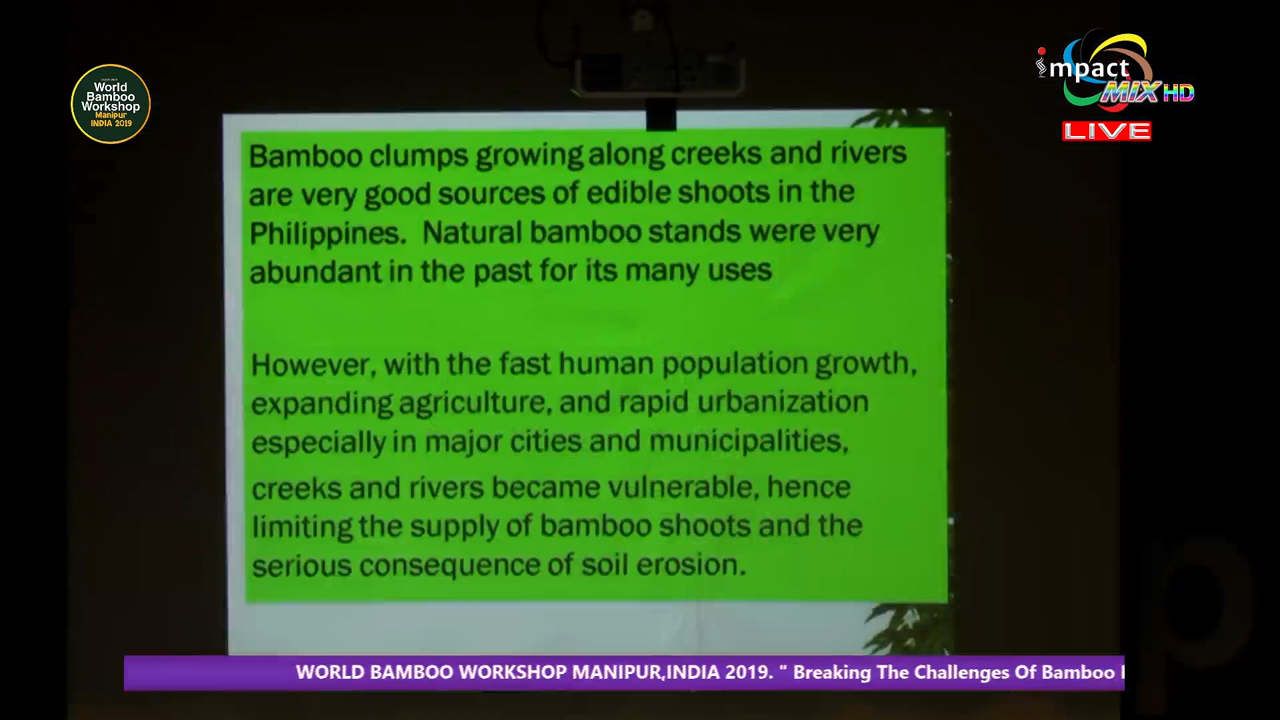 World
Bamboo
Workshop
Manipur
INDIA 2019
impact
MIX HD
LIVE
Bamboo clumps growing along creeks and rivers
are very good sources of edible shoots in the
Philippines. Natural bamboo stands were very
abundant in the past for its many uses
However, with the fast human population growth,
expanding agriculture, and rapid urbanization
especially in major cities and municipalities,
creeks and rivers became vulnerable, hence
limiting the supply of bamboo shoots and the
serious consequence of soil erosion.
WORLD BAMBOO WORKSHOP MANIPUR,INDIA 2019. " Breaking The Challenges Of Bamboo